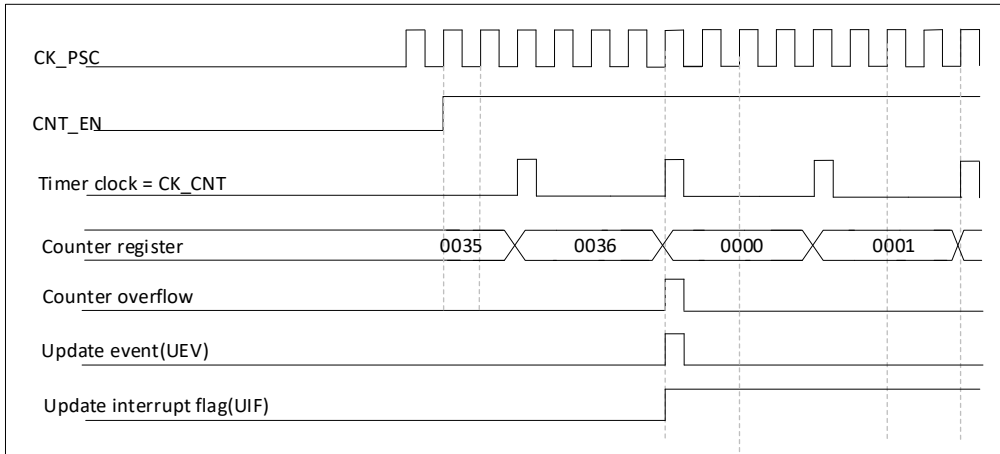 CK_PSC
CNT_EN
Timer clock = CK_CNT
Counter register 0035 0036 0000 0001
Counter overflow
Update event(UEV)
Update interrupt flag(UIF)